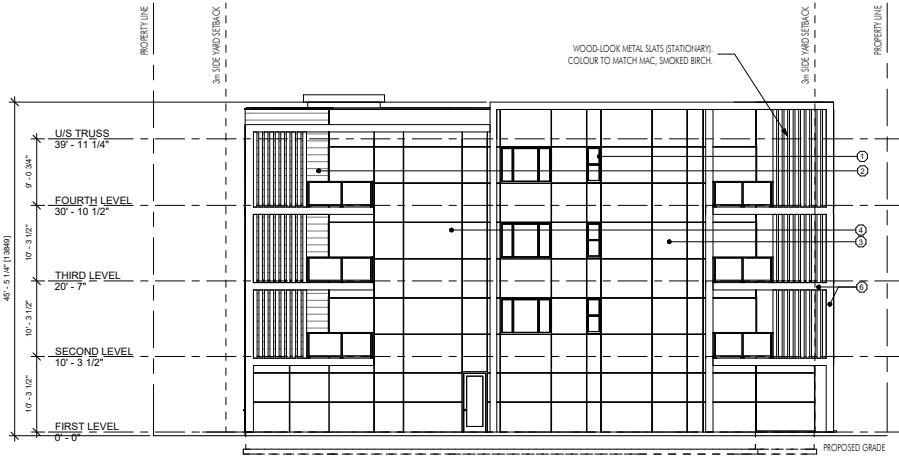 PROPERTY LINE
3m SIDE YARD SETBACK
3m SIDE YARD SETBACK
PROPERTY LINE
WOOD-LOOK METAL SLATS (STATIONARY).
COLOUR TO MATCH MAC, SMOKED BIRCH.
U/S TRUSS
39' - 11 1/4"
9' - 0 3/4"
1
2
FOURTH LEVEL
30' - 10 1/2"
10' - 3 1/2"
4
3
45' - 5 1/4" [13849]
THIRD LEVEL
20' - 7"
6
10' - 3 1/2"
SECOND LEVEL
10' - 3 1/2"
10' - 3 1/2"
FIRST LEVEL
0' - 0"
PROPOSED GRADE